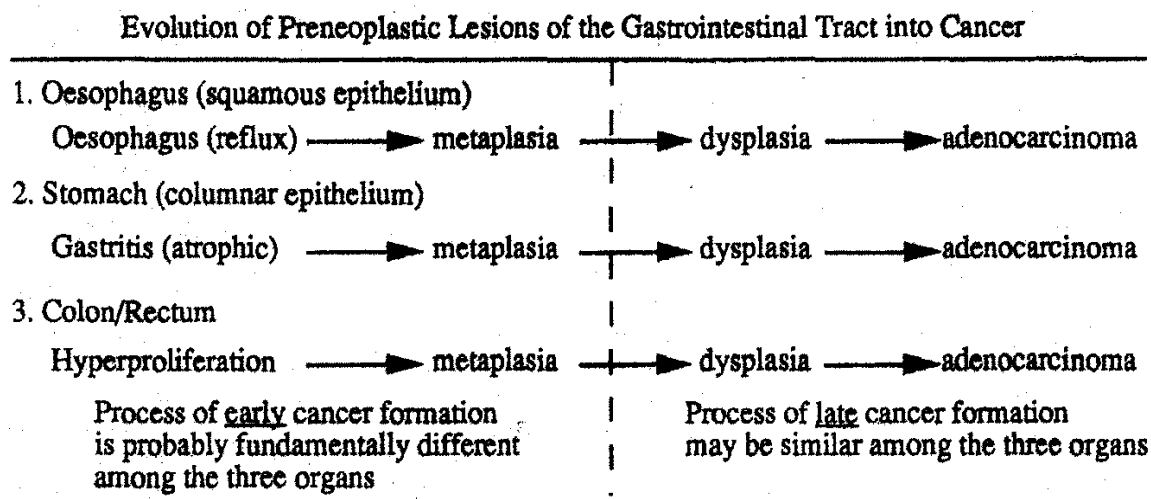 Evolution of Preneoplastic Lesions of the Gastrointestinal Tract into Cancer
1. Oesophagus (squamous epithelium)
Oesophagus (reflux) metaplasia dysplasia adenocarcinoma
2. Stomach (columnar epithelium)
Gastritis (atrophic) metaplasia dysplasia adenocarcinoma
3. Colon/Rectum
Hyperproliferation metaplasia dysplasia adenocarcinoma
Process of early cancer formation
is probably fundamentally different
among the three organs
Process of late cancer formation
may be similar among the three organs